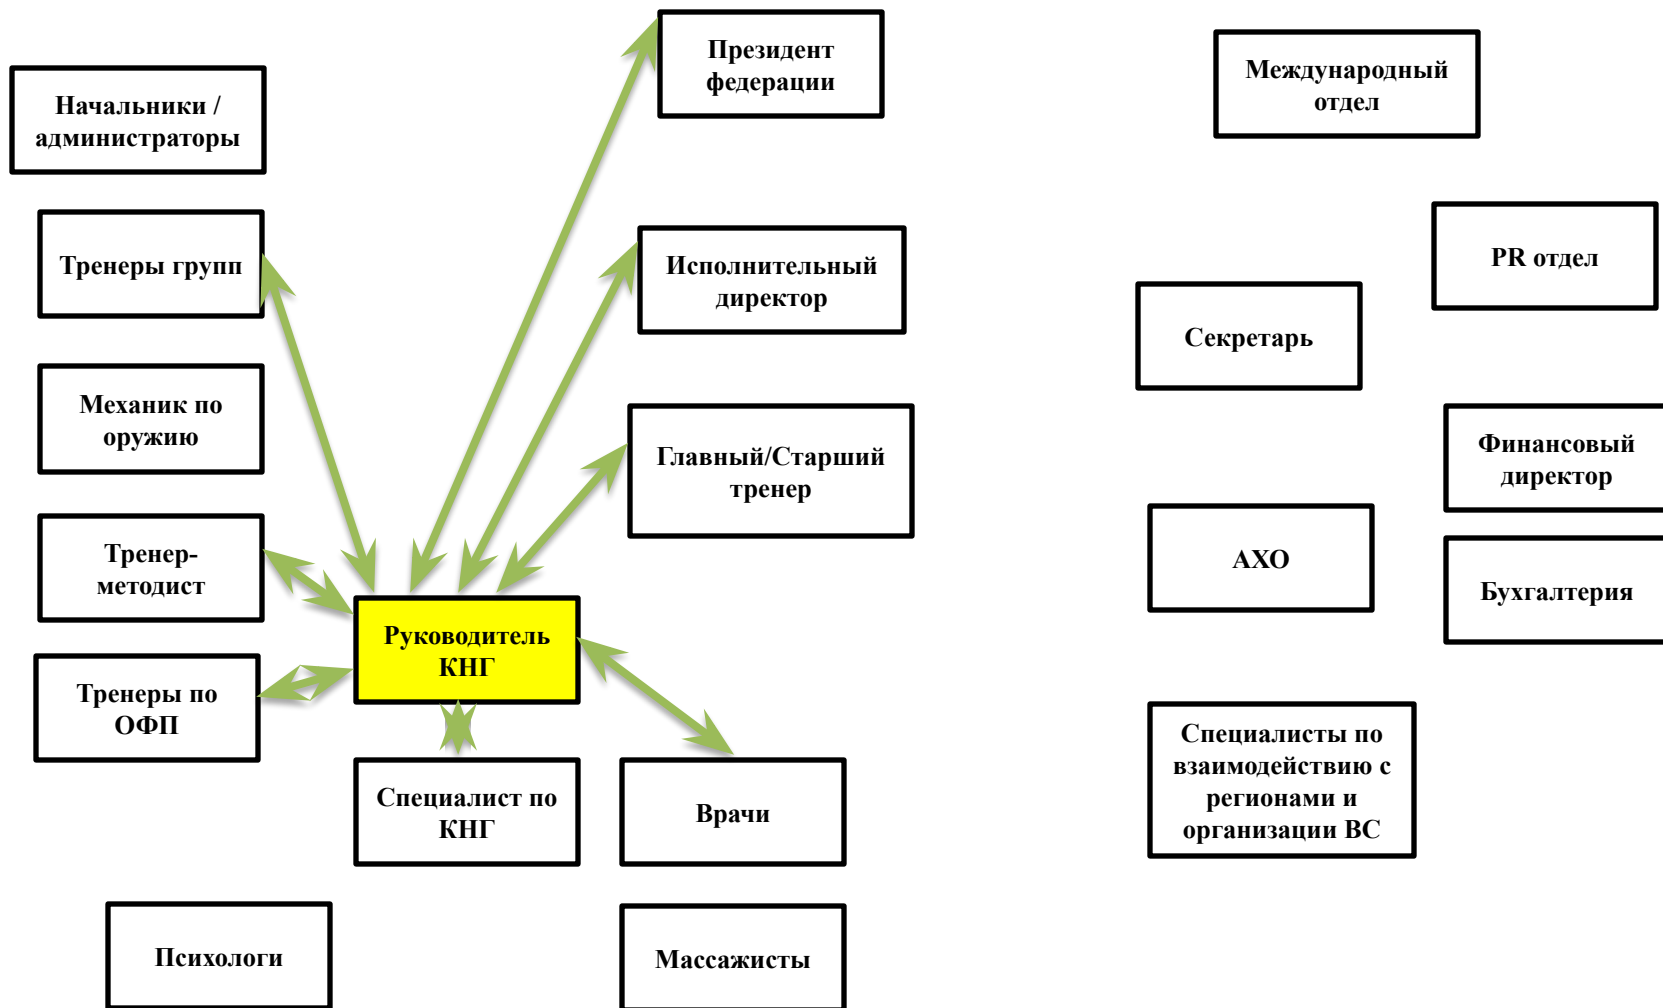 Президент
федерации
Международный
отдел
Начальники /
администраторы
Тренеры групп
Исполнительный
директор
PR отдел
Секретарь
Механик по
оружию
Главный/Старший
тренер
Финансовый
директор
Тренер-
методист
АХО
Бухгалтерия
Руководитель
КНГ
Тренеры по
ОФП
Специалист по
КНГ
Врачи
Специалисты по
взаимодействию с
регионами и
организации ВС
Психологи
Массажисты